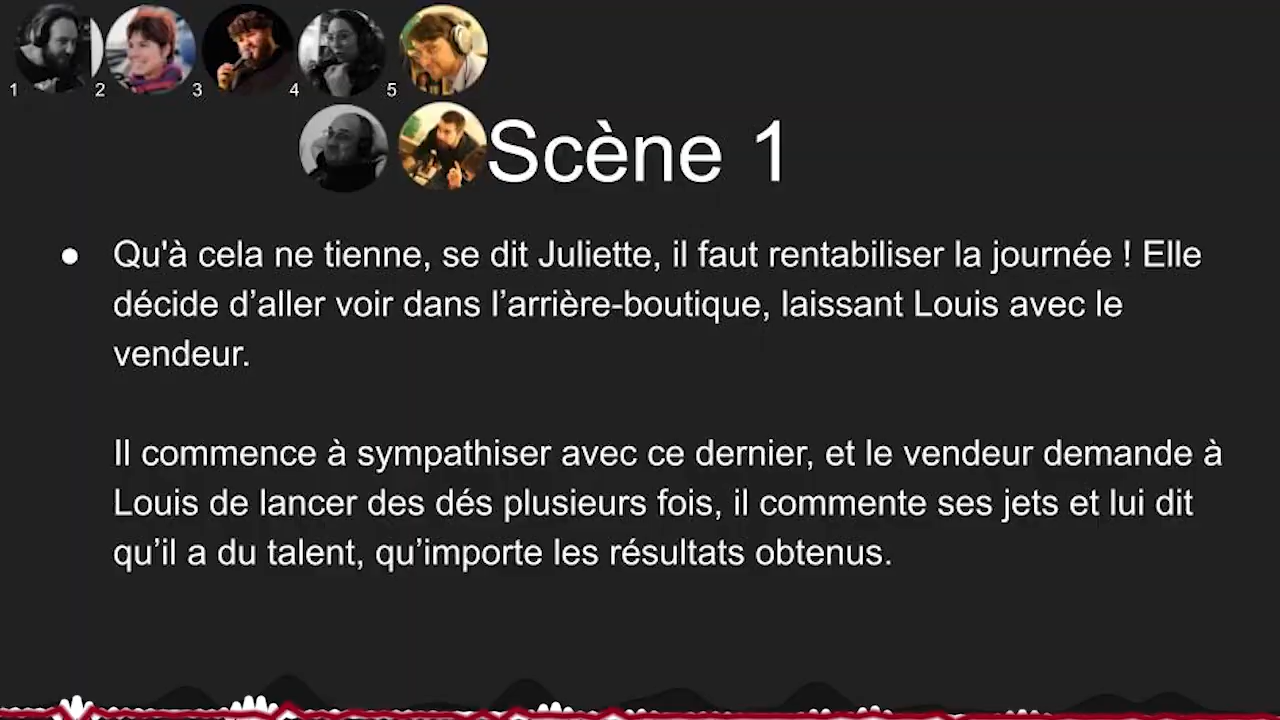 1 2 3 4 5
Scène 1
● Qu'à cela ne tienne, se dit Juliette, il faut rentabiliser la journée ! Elle
décide d’aller voir dans l’arrière-boutique, laissant Louis avec le
vendeur.
Il commence à sympathiser avec ce dernier, et le vendeur demande à
Louis de lancer des dés plusieurs fois, il commente ses jets et lui dit
qu’il a du talent, qu’importe les résultats obtenus.